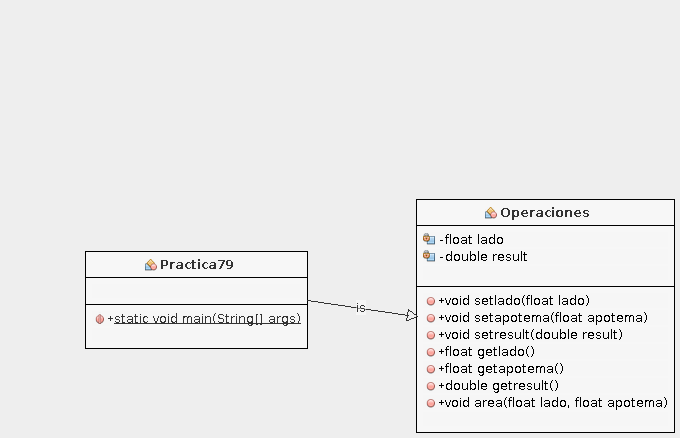 Operaciones
-float lado
-double result
+void setlado(float lado)
+void setapotema(float apotema)
+void setresult(double result)
+float getlado()
+float getapotema()
+double getresult()
+void area(float lado, float apotema)
Practica79
+static void main(String[] args)
is